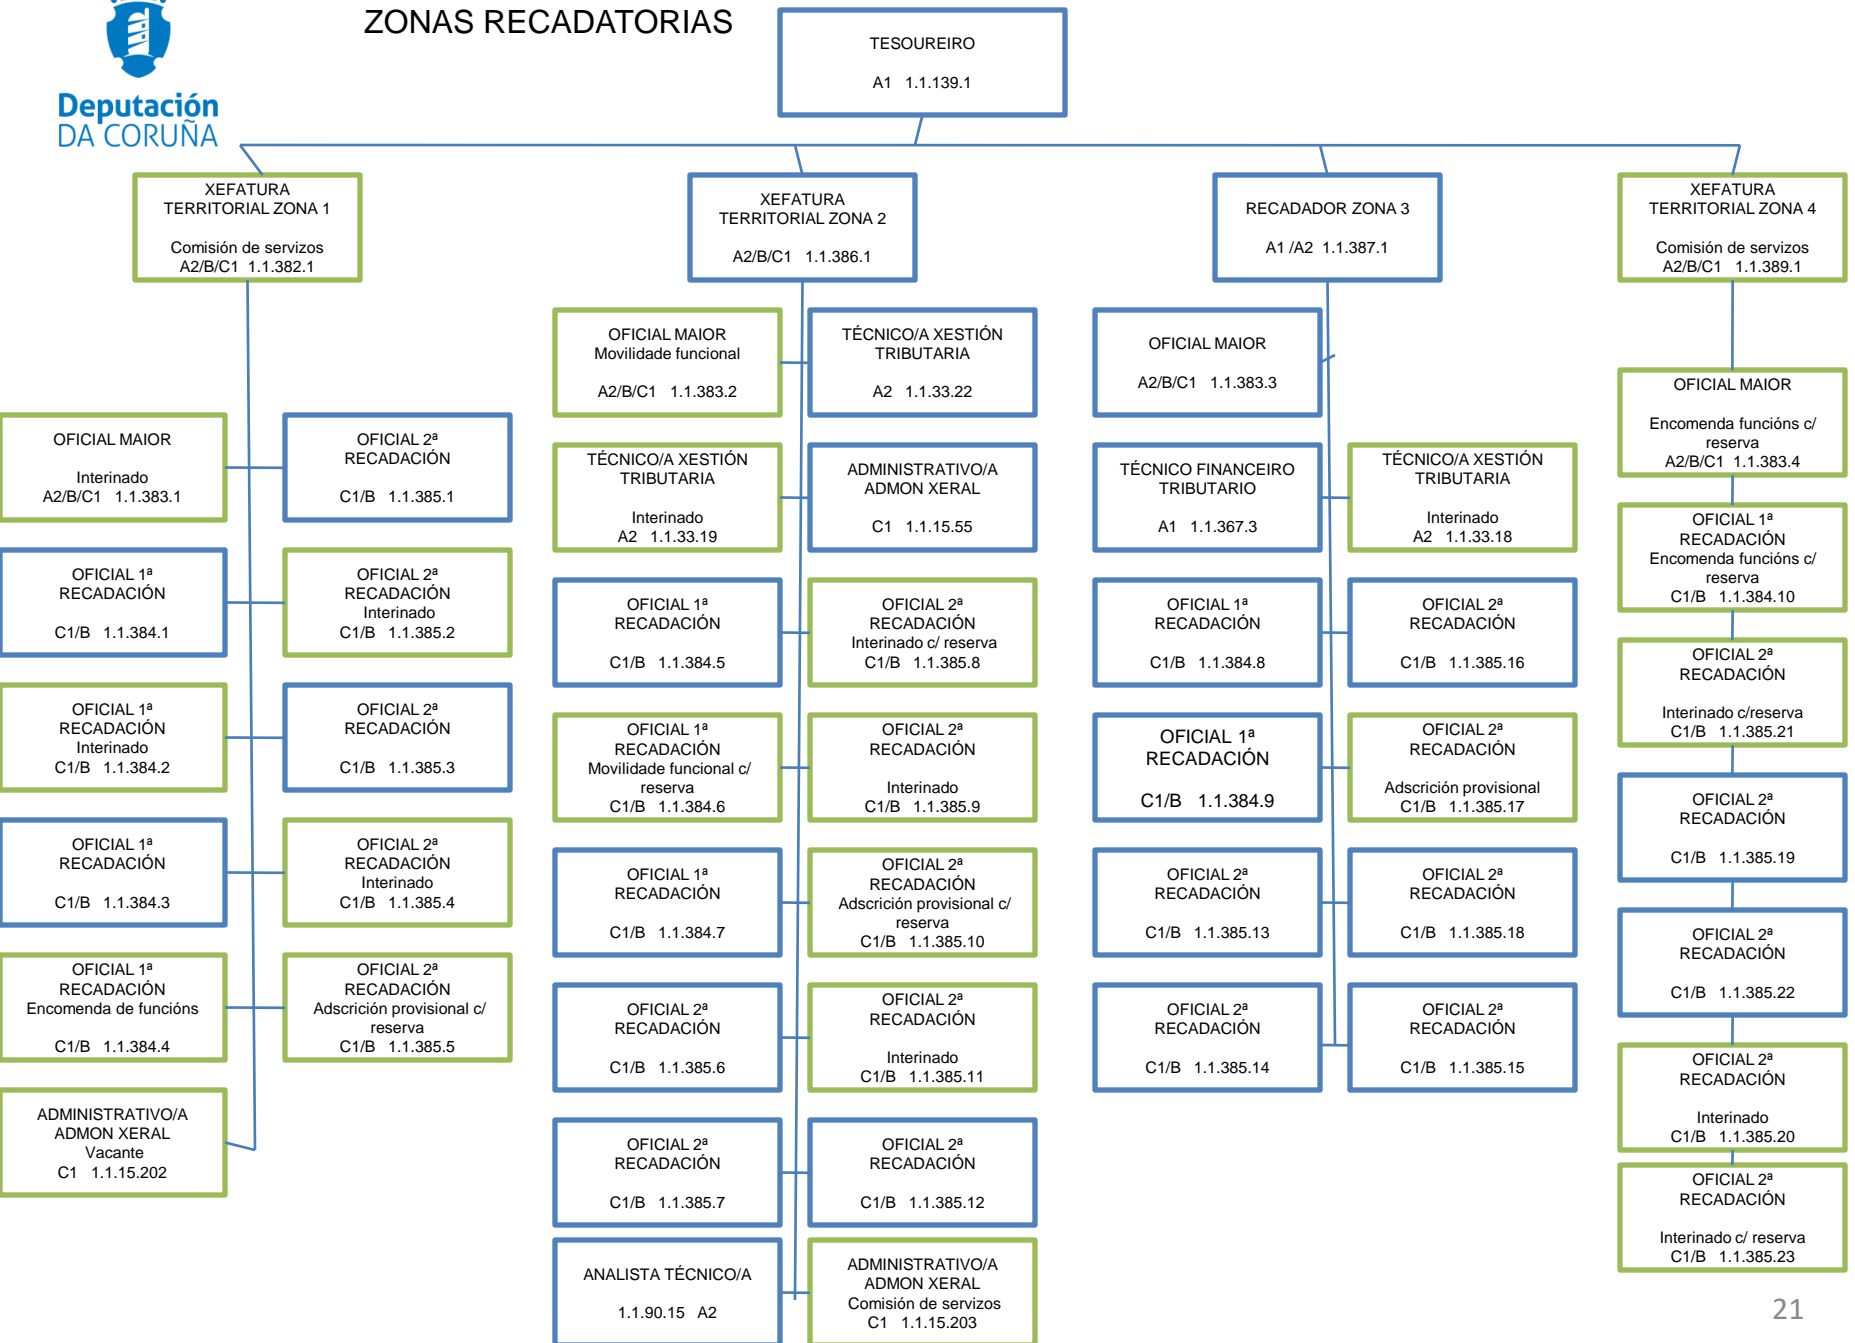 ZONAS RECADATORIAS
Deputación
DA CORUÑA
TESOUREIRO
A1 1.1.139.1
XEFATURA
TERRITORIAL ZONA 1
Comisión de servizos
A2/B/C1 1.1.382.1
XEFATURA
TERRITORIAL ZONA 2
A2/B/C1 1.1.386.1
RECADADOR ZONA 3
A1 /A2 1.1.387.1
XEFATURA
TERRITORIAL ZONA 4
Comisión de servizos
A2/B/C1 1.1.389.1
OFICIAL MAIOR
Interinado
A2/B/C1 1.1.383.1
OFICIAL 2ª
RECADACIÓN
C1/B 1.1.385.1
OFICIAL 1ª
RECADACIÓN
C1/B 1.1.384.1
OFICIAL 2ª
RECADACIÓN
Interinado
C1/B 1.1.385.2
OFICIAL 1ª
RECADACIÓN
Interinado
C1/B 1.1.384.2
OFICIAL 2ª
RECADACIÓN
C1/B 1.1.385.3
OFICIAL 1ª
RECADACIÓN
C1/B 1.1.384.3
OFICIAL 2ª
RECADACIÓN
Interinado
C1/B 1.1.385.4
OFICIAL 1ª
RECADACIÓN
Encomenda de funcións
C1/B 1.1.384.4
OFICIAL 2ª
RECADACIÓN
Adscrición provisional c/
reserva
C1/B 1.1.385.5
ADMINISTRATIVO/A
ADMON XERAL
Vacante
C1 1.1.15.202
OFICIAL MAIOR
Movilidade funcional
A2/B/C1 1.1.383.2
TÉCNICO/A XESTIÓN
TRIBUTARIA
A2 1.1.33.22
TÉCNICO/A XESTIÓN
TRIBUTARIA
Interinado
A2 1.1.33.19
ADMINISTRATIVO/A
ADMON XERAL
C1 1.1.15.55
OFICIAL 1ª
RECADACIÓN
C1/B 1.1.384.5
OFICIAL 2ª
RECADACIÓN
Interinado c/ reserva
C1/B 1.1.385.8
OFICIAL 1ª
RECADACIÓN
Movilidade funcional c/
reserva
C1/B 1.1.384.6
OFICIAL 2ª
RECADACIÓN
Interinado
C1/B 1.1.385.9
OFICIAL 1ª
RECADACIÓN
C1/B 1.1.384.7
OFICIAL 2ª
RECADACIÓN
Adscrición provisional c/
reserva
C1/B 1.1.385.10
OFICIAL 2ª
RECADACIÓN
C1/B 1.1.385.6
OFICIAL 2ª
RECADACIÓN
Interinado
C1/B 1.1.385.11
OFICIAL 2ª
RECADACIÓN
C1/B 1.1.385.7
OFICIAL 2ª
RECADACIÓN
C1/B 1.1.385.12
ANALISTA TÉCNICO/A
1.1.90.15 A2
ADMINISTRATIVO/A
ADMON XERAL
Comisión de servizos
C1 1.1.15.203
OFICIAL MAIOR
A2/B/C1 1.1.383.3
TÉCNICO FINANCEIRO
TRIBUTARIO
A1 1.1.367.3
TÉCNICO/A XESTIÓN
TRIBUTARIA
Interinado
A2 1.1.33.18
OFICIAL 1ª
RECADACIÓN
C1/B 1.1.384.8
OFICIAL 2ª
RECADACIÓN
C1/B 1.1.385.16
OFICIAL 1ª
RECADACIÓN
C1/B 1.1.384.9
OFICIAL 2ª
RECADACIÓN
Adscrición provisional
C1/B 1.1.385.17
OFICIAL 2ª
RECADACIÓN
C1/B 1.1.385.13
OFICIAL 2ª
RECADACIÓN
C1/B 1.1.385.18
OFICIAL 2ª
RECADACIÓN
C1/B 1.1.385.14
OFICIAL 2ª
RECADACIÓN
C1/B 1.1.385.15
OFICIAL MAIOR
Encomenda funcións c/
reserva
A2/B/C1 1.1.383.4
OFICIAL 1ª
RECADACIÓN
Encomenda funcións c/
reserva
C1/B 1.1.384.10
OFICIAL 2ª
RECADACIÓN
Interinado c/reserva
C1/B 1.1.385.21
OFICIAL 2ª
RECADACIÓN
C1/B 1.1.385.19
OFICIAL 2ª
RECADACIÓN
C1/B 1.1.385.22
OFICIAL 2ª
RECADACIÓN
Interinado
C1/B 1.1.385.20
OFICIAL 2ª
RECADACIÓN
Interinado c/ reserva
C1/B 1.1.385.23
21